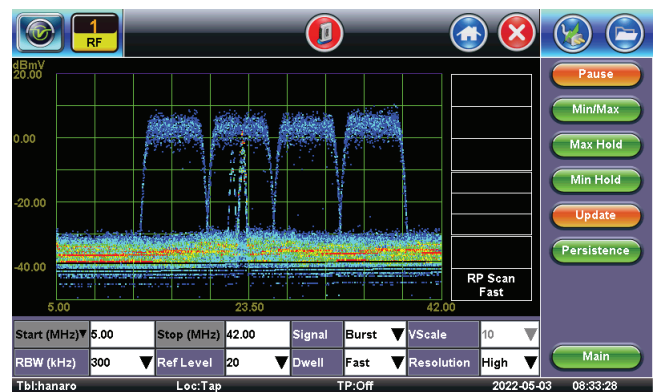 1
RF
dBmV
20.00
Pause
Min/Max
0.00
Max Hold
Min Hold
-20.00
Update
Persistence
-40.00
RP Scan
Fast
5.00 23.50 42.00
Start (MHz)▼ 5.00 Stop (MHz) 42.00 Signal Burst ▼ VScale 10 ▼
RBW (kHz) 300 ▼ Ref Level 20 ▼ Dwell Fast ▼ Resolution High ▼
Main
Tbl:hanaro Loc:Tap TP:Off 2022-05-03 08:33:28